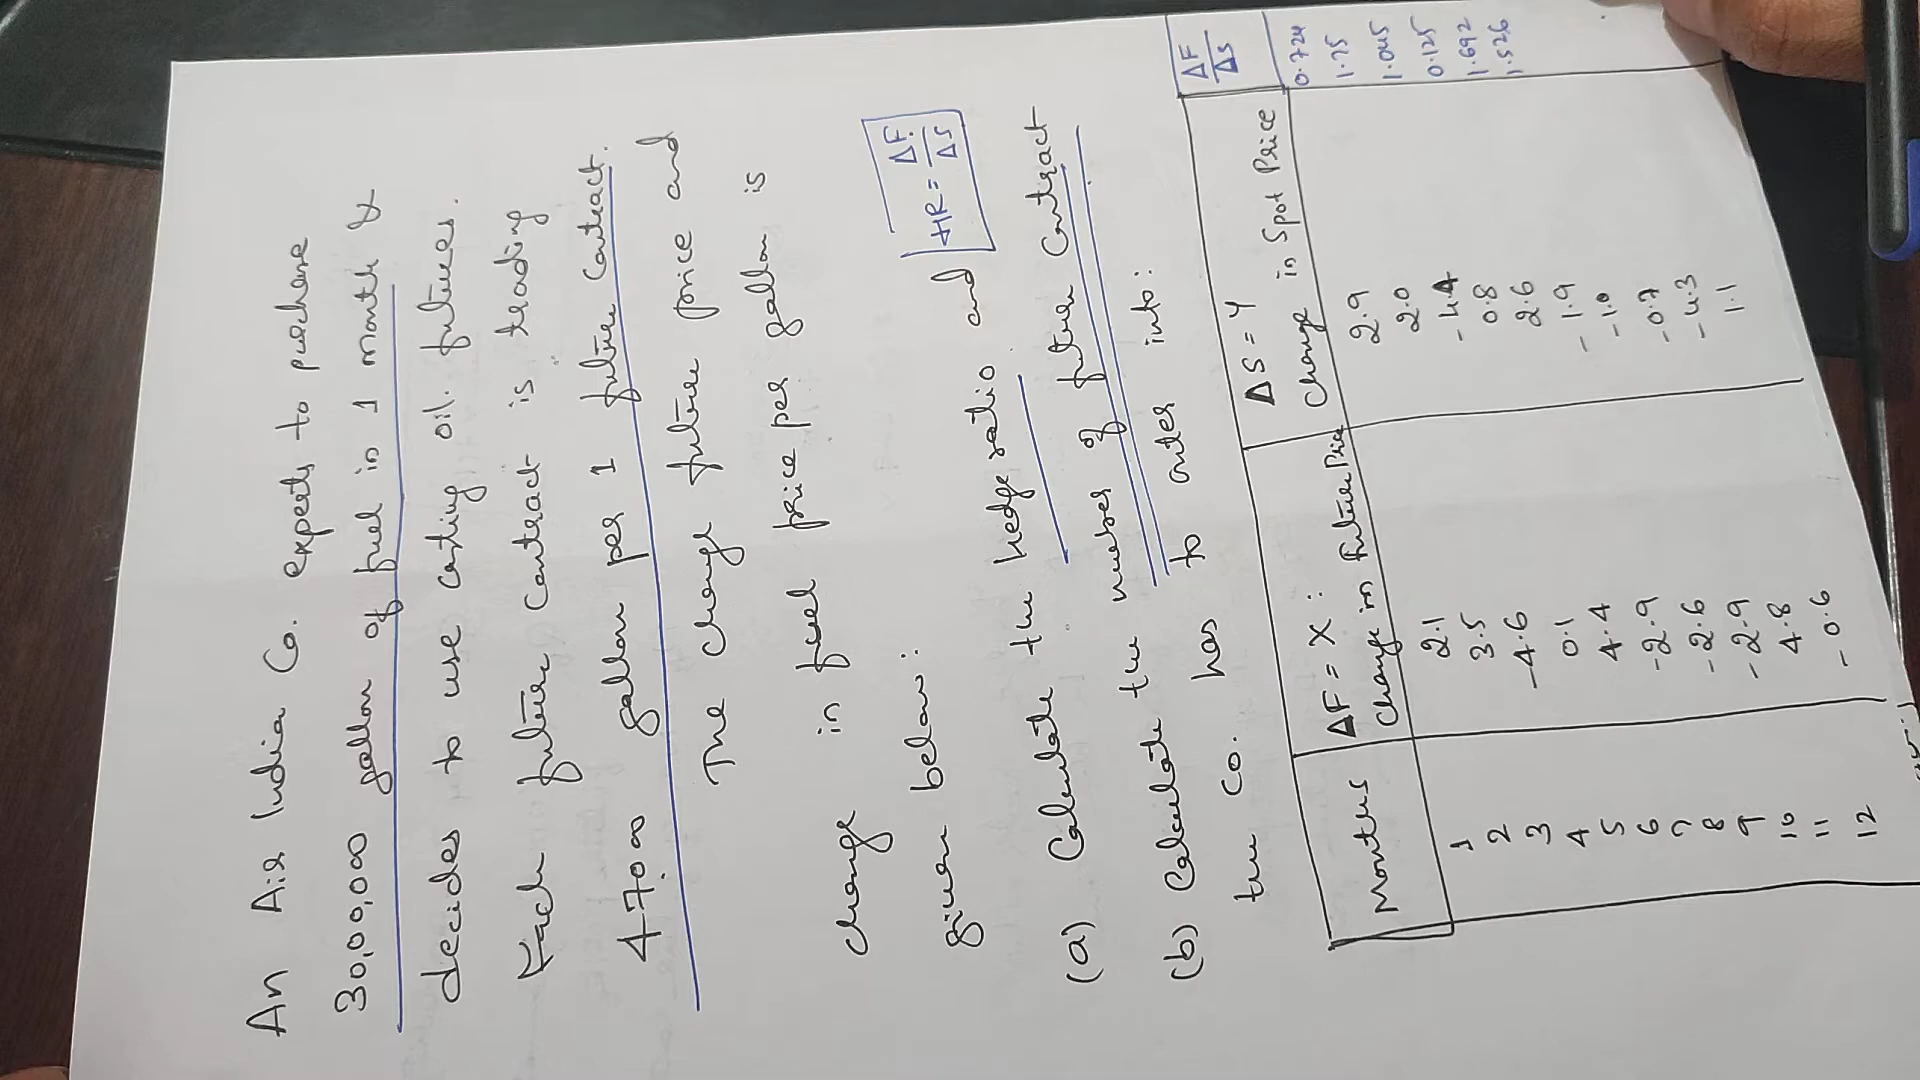 An Air India Co. expects to purchase
30,00,000 gallon of fuel in 1 month &
decides to use
oil. futures.
Each future contract is trading
4700 gallon per 1 future contract.
The change future price and
change in fuel price per gallon is
given below:
HR = ΔF/ΔS
(a) Calculate the hedge ratio. and
(b) Calculate the number of future contract
the co. has to enter into:
Months | ΔF = X : Change in Future Price | ΔS = Y Change in Spot Price | ΔF/ΔS
1 | 2.1 | 2.9 | 0.724
2 | 3.5 | 2.0 | 1.75
3 | -4.6 | -4.4 | 1.045
4 | 0.1 | 0.8 | 0.125
5 | 4.4 | 2.6 | 1.692
6 | -2.9 | -1.9 | 1.526
7 | -2.6 | -1.0
8 | -2.9 | -0.7
9 | 4.8 | -4.3
10 | -0.6 | 1.1
11
12